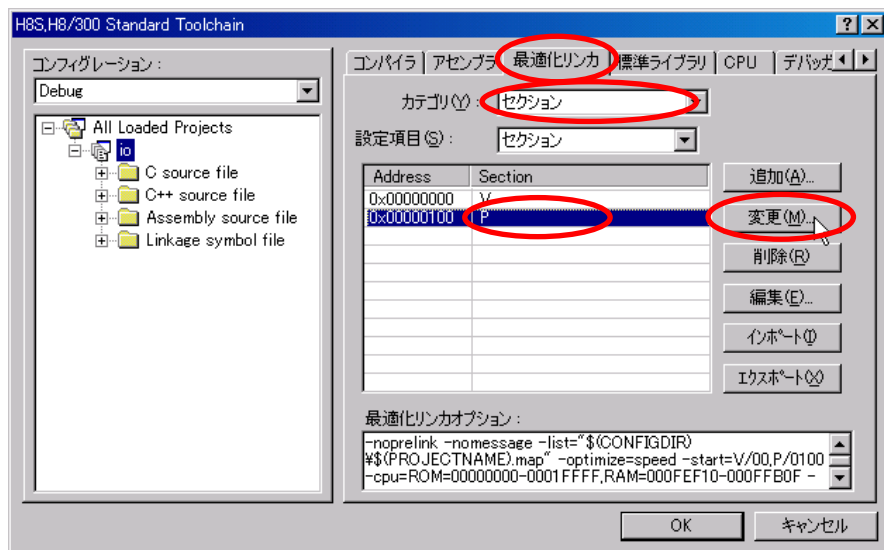 H8S,H8/300 Standard Toolchain
コンフィグレーション :
Debug
All Loaded Projects
io
C source file
C++ source file
Assembly source file
Linkage symbol file
コンパイラ アセンブラ 最適化リンカ 標準ライブラリ CPU デバッガ
カテゴリ(Y) : セクション
設定項目(S) : セクション
Address Section
0x00000000 V
0x00000100 P
追加(A)...
変更(M)...
削除(R)
編集(E)...
インポート(I)
エクスポート(X)
最適化リンカオプション :
-noprelink -nomessage -list="$(CONFIGDIR)
¥$(PROJECTNAME).map" -optimize=speed -start=V/00,P/0100
-cpu=ROM=00000000-0001FFFF,RAM=000FEF10-000FFB0F -
OK キャンセル